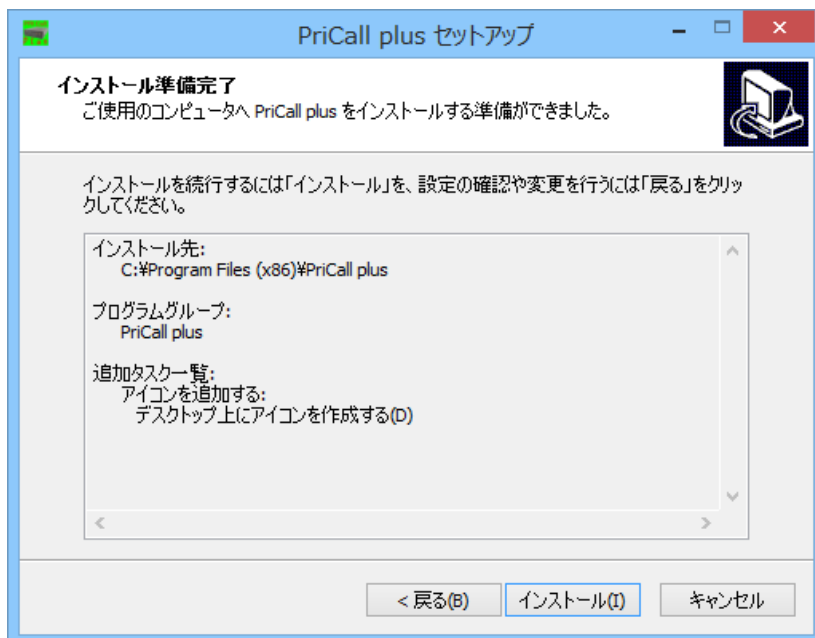 PriCall plus セットアップ
インストール準備完了
ご使用のコンピュータへ PriCall plus をインストールする準備ができました。
インストールを続行するには「インストール」を、設定の確認や変更を行うには「戻る」をクリッ
クしてください。
インストール先:
C:¥Program Files (x86)¥PriCall plus
プログラムグループ:
PriCall plus
追加タスク一覧:
アイコンを追加する:
デスクトップ上にアイコンを作成する(D)
< 戻る(B) インストール(I) キャンセル